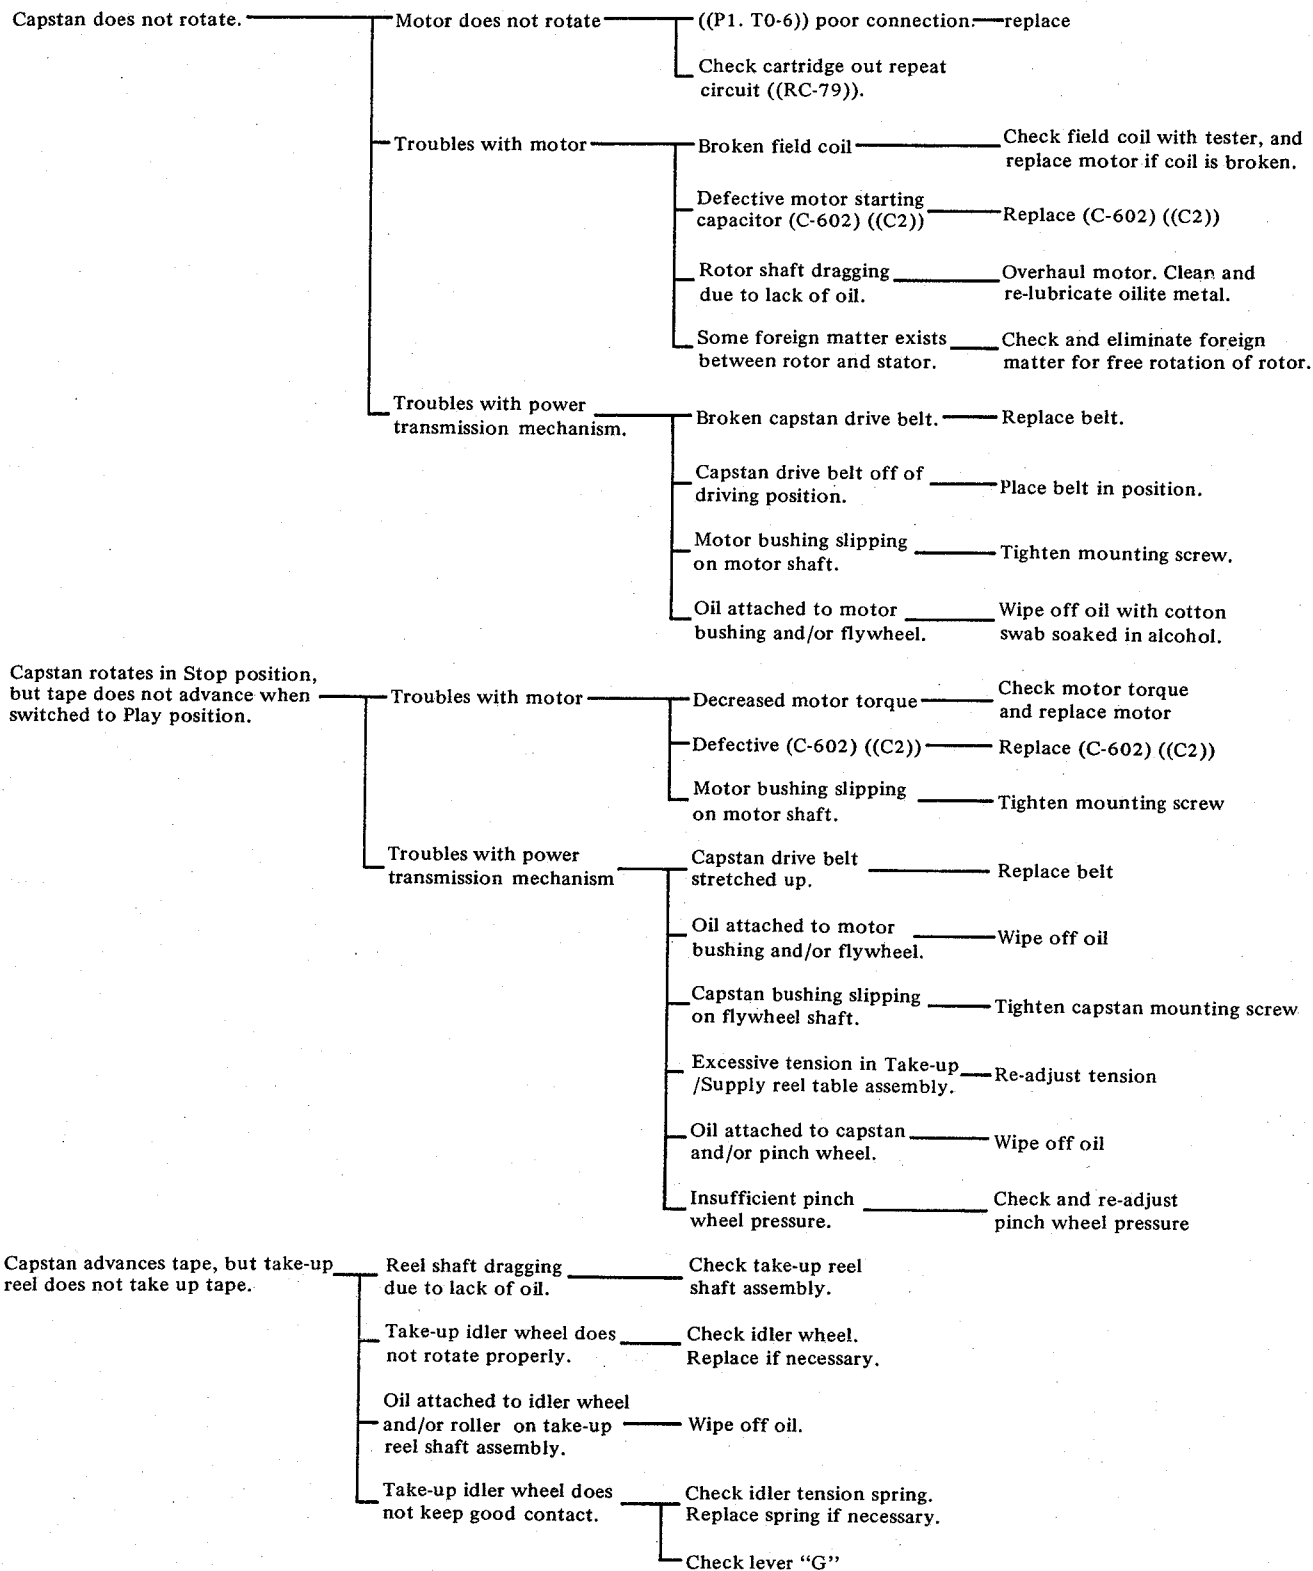 Capstan does not rotate.
Motor does not rotate
((P1. T0-6)) poor connection.
replace
Check cartridge out repeat
circuit ((RC-79)).
Troubles with motor
Broken field coil
Check field coil with tester, and
replace motor if coil is broken.
Defective motor starting
capacitor (C-602) ((C2))
Replace (C-602) ((C2))
Rotor shaft dragging
due to lack of oil.
Overhaul motor. Clean and
re-lubricate oilite metal.
Some foreign matter exists
between rotor and stator.
Check and eliminate foreign
matter for free rotation of rotor.
Troubles with power
transmission mechanism.
Broken capstan drive belt.
Replace belt.
Capstan drive belt off of
driving position.
Place belt in position.
Motor bushing slipping
on motor shaft.
Tighten mounting screw.
Oil attached to motor
bushing and/or flywheel.
Wipe off oil with cotton
swab soaked in alcohol.
Capstan rotates in Stop position,
but tape does not advance when
switched to Play position.
Troubles with motor
Decreased motor torque
Check motor torque
and replace motor
Defective (C-602) ((C2))
Replace (C-602) ((C2))
Motor bushing slipping
on motor shaft.
Tighten mounting screw
Troubles with power
transmission mechanism
Capstan drive belt
stretched up.
Replace belt
Oil attached to motor
bushing and/or flywheel.
Wipe off oil
Capstan bushing slipping
on flywheel shaft.
Tighten capstan mounting screw
Excessive tension in Take-up
/Supply reel table assembly.
Re-adjust tension
Oil attached to capstan
and/or pinch wheel.
Wipe off oil
Insufficient pinch
wheel pressure.
Check and re-adjust
pinch wheel pressure
Capstan advances tape, but take-up
reel does not take up tape.
Reel shaft dragging
due to lack of oil.
Check take-up reel
shaft assembly.
Take-up idler wheel does
not rotate properly.
Check idler wheel.
Replace if necessary.
Oil attached to idler wheel
and/or roller on take-up
reel shaft assembly.
Wipe off oil.
Take-up idler wheel does
not keep good contact.
Check idler tension spring.
Replace spring if necessary.
Check lever “G”